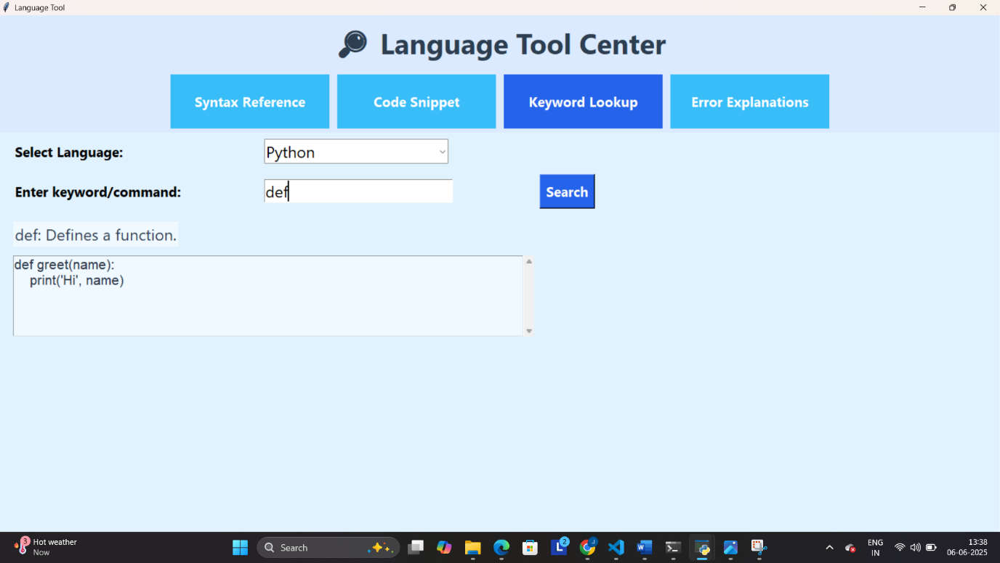 Language Tool
Language Tool Center
Syntax Reference
Code Snippet
Keyword Lookup
Error Explanations
Select Language:
Python
Enter keyword/command:
def
Search
def: Defines a function.
def greet(name):
    print('Hi', name)
3
Hot weather
Now
Search
L
2
J
W
ENG
IN
13:38
06-06-2025